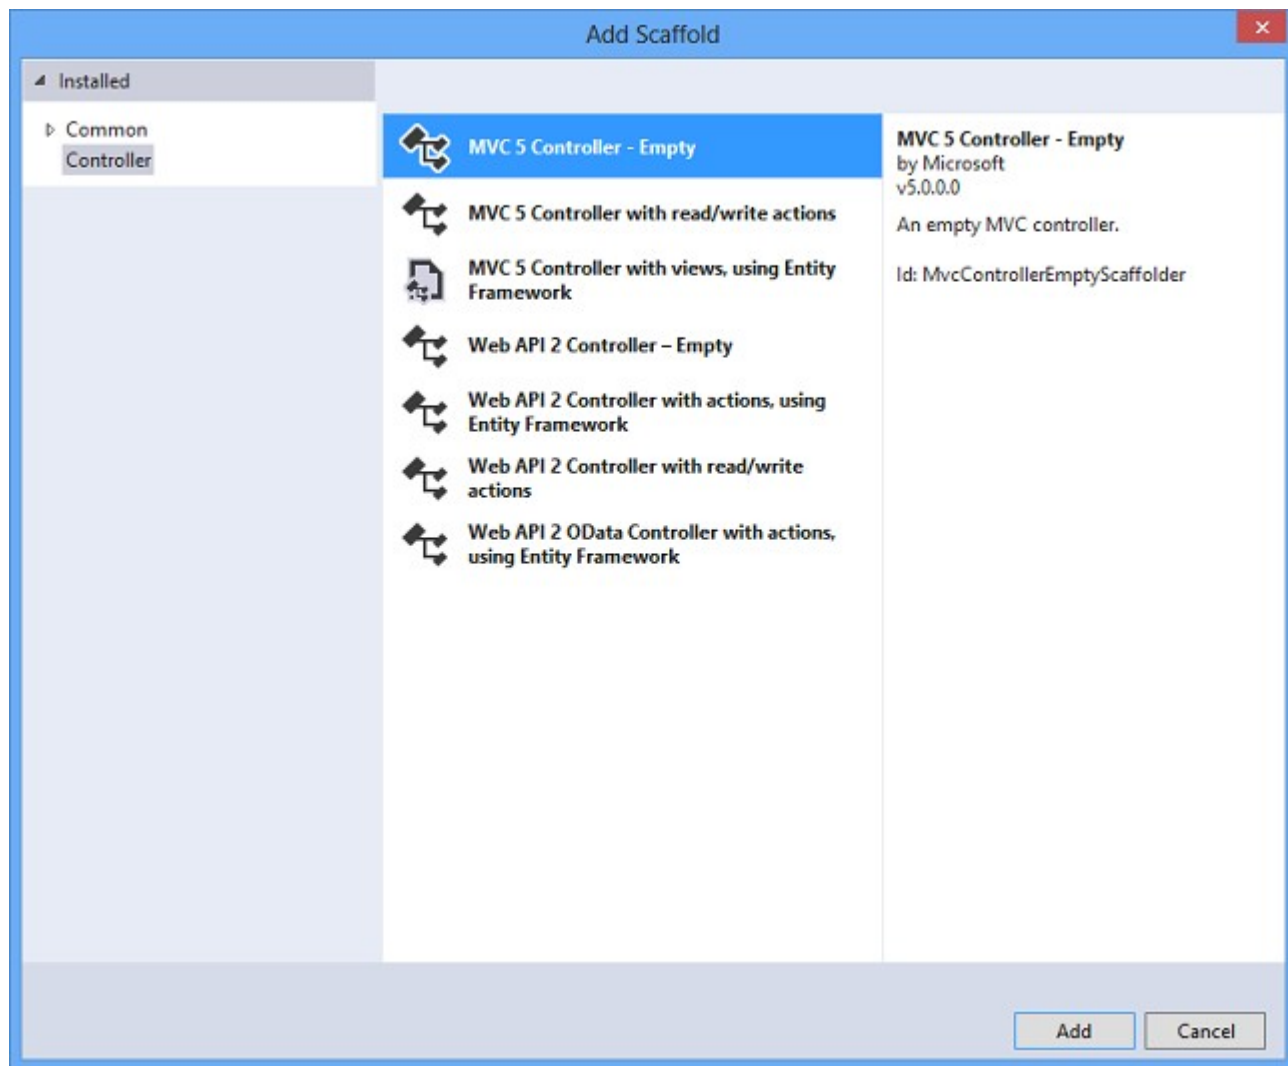 Add Scaffold
Installed
Common
Controller
MVC 5 Controller - Empty
MVC 5 Controller with read/write actions
MVC 5 Controller with views, using Entity
Framework
Web API 2 Controller – Empty
Web API 2 Controller with actions, using
Entity Framework
Web API 2 Controller with read/write
actions
Web API 2 OData Controller with actions,
using Entity Framework
MVC 5 Controller - Empty
by Microsoft
v5.0.0.0
An empty MVC controller.
Id: MvcControllerEmptyScaffolder
Add
Cancel